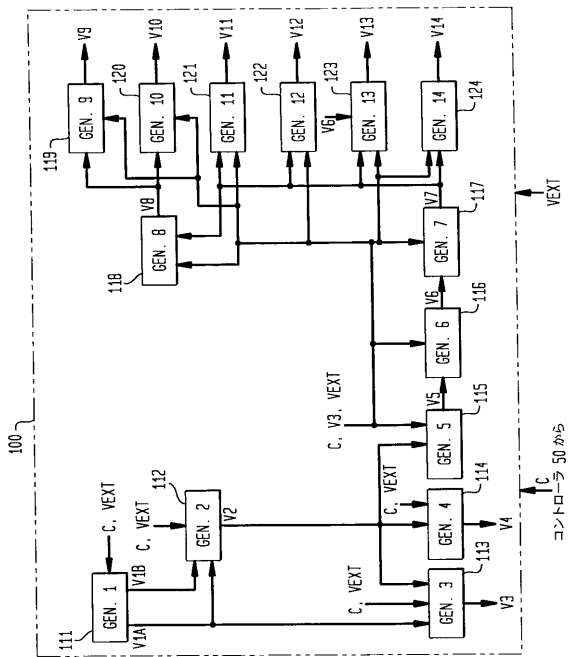 100
111
GEN. 1
C, VEXT
V1A
V1B
112
GEN. 2
C, VEXT
V2
GEN. 3
113
C, VEXT
V3
GEN. 4
114
C, VEXT
V4
C, V3, VEXT
GEN. 5
115
V5
GEN. 6
116
V6
GEN. 7
117
V7
118
GEN. 8
V8
119
GEN. 9
V9
120
GEN. 10
V10
121
GEN. 11
V11
122
GEN. 12
V12
123
V6
GEN. 13
V13
GEN. 14
124
V14
C
コントローラ 50 から
VEXT